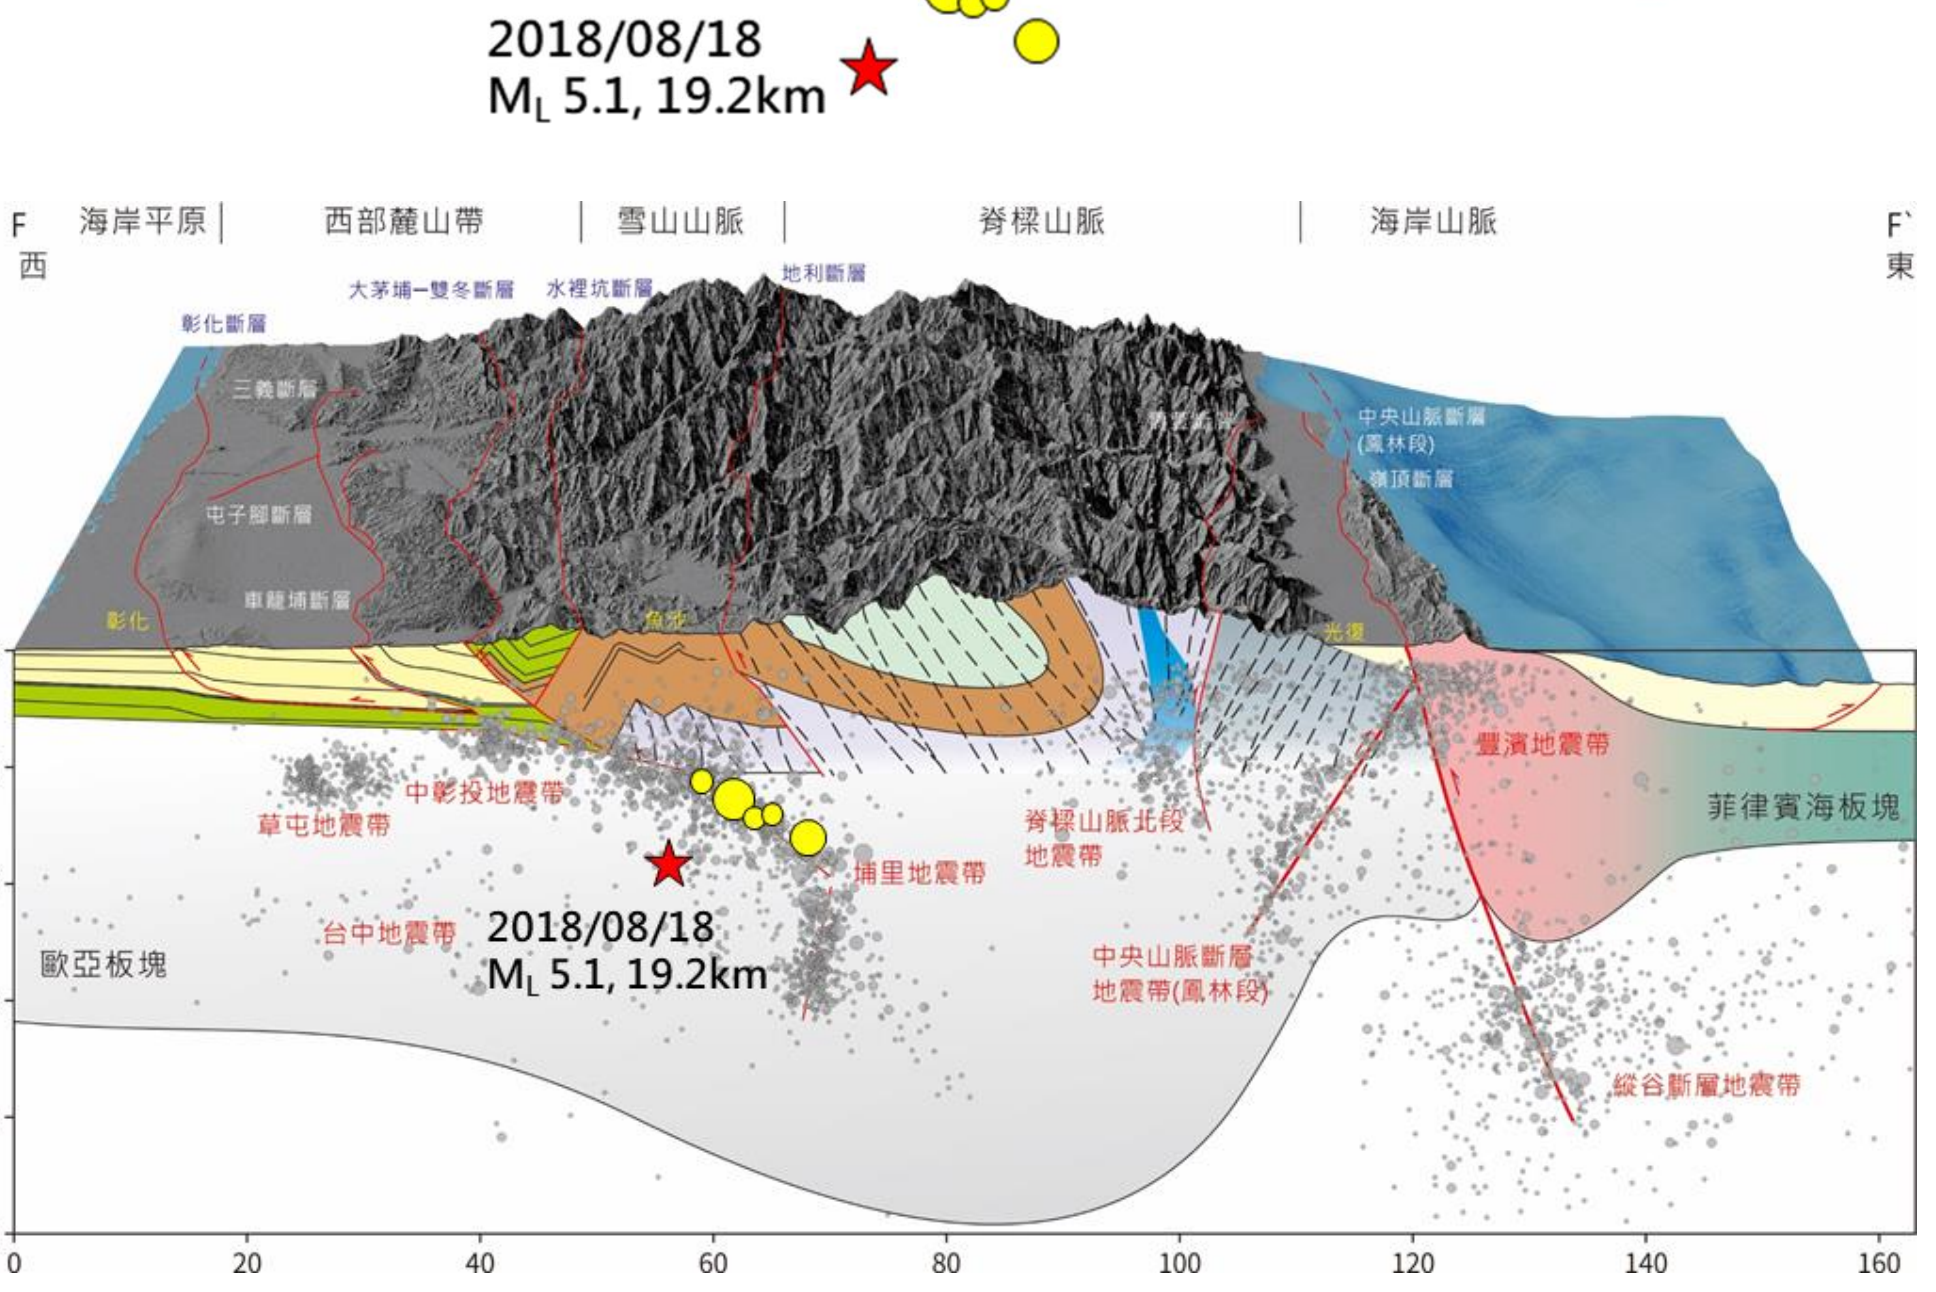 2018/08/18
ML 5.1, 19.2km
F 海岸平原 西部麓山帶 雪山山脈 脊樑山脈 海岸山脈 F`
西 東
地利斷層
大茅埔–雙冬斷層 水裡坑斷層
彰化斷層
三義斷層
中央山脈斷層
(鳳林段)
嶺頂斷層
屯子腳斷層
車籠埔斷層
彰化 魚池 光復
豐濱地震帶
中彰投地震帶
菲律賓海板塊
草屯地震帶
脊樑山脈北段
地震帶
埔里地震帶
台中地震帶
2018/08/18
ML 5.1, 19.2km
歐亞板塊
中央山脈斷層
地震帶(鳳林段)
縱谷斷層地震帶
0 20 40 60 80 100 120 140 160